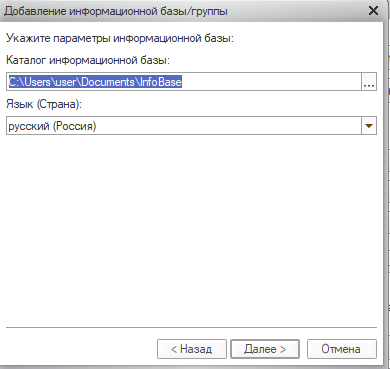 Добавление информационной базы/группы
Укажите параметры информационной базы:
Каталог информационной базы:
C:\Users\user\Documents\InfoBase
...
Язык (Страна):
русский (Россия)
< Назад Далее > Отмена